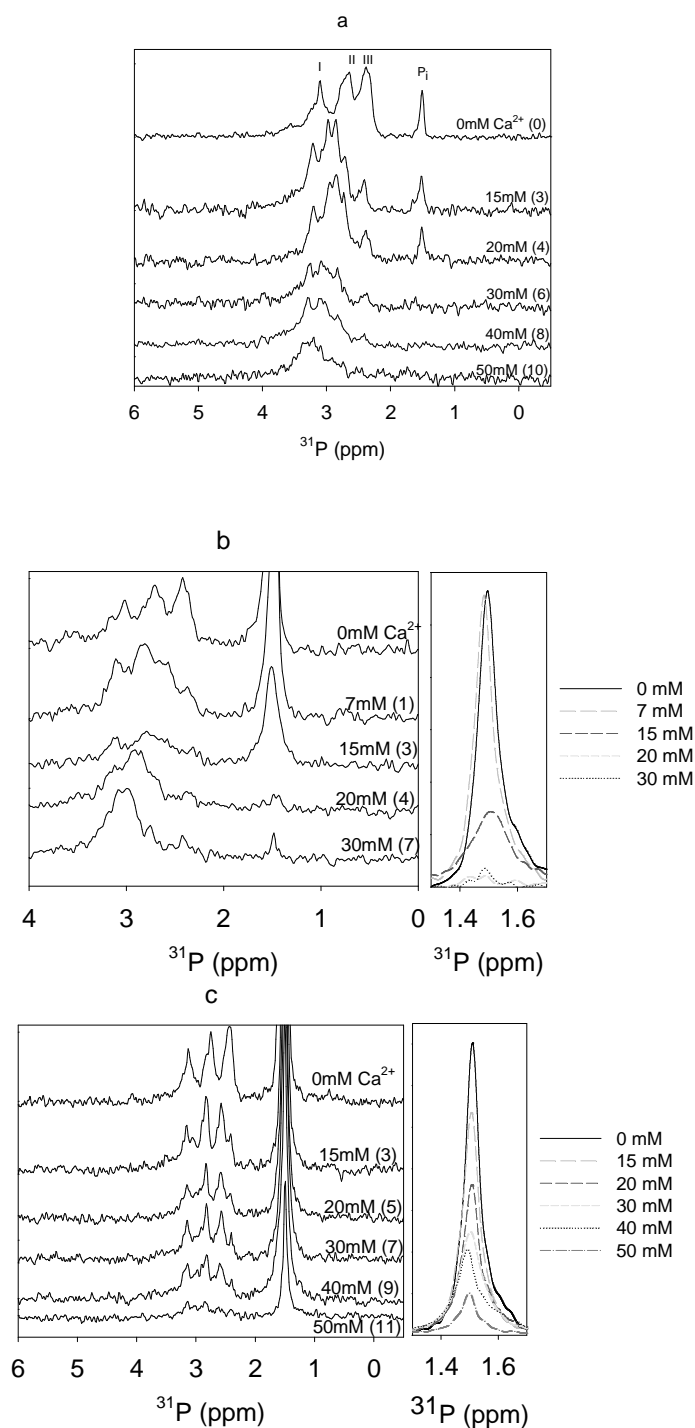 a
I II III Pi
0mM Ca²⁺ (0)
15mM (3)
20mM (4)
30mM (6)
40mM (8)
50mM (10)
6 5 4 3 2 1 0
³¹P (ppm)
b
0mM Ca²⁺
7mM (1)
15mM (3)
20mM (4)
30mM (7)
4 3 2 1 0
³¹P (ppm)
1.4 1.6
³¹P (ppm)
0 mM
7 mM
15 mM
20 mM
30 mM
c
0mM Ca²⁺
15mM (3)
20mM (5)
30mM (7)
40mM (9)
50mM (11)
6 5 4 3 2 1 0
³¹P (ppm)
1.4 1.6
³¹P (ppm)
0 mM
15 mM
20 mM
30 mM
40 mM
50 mM